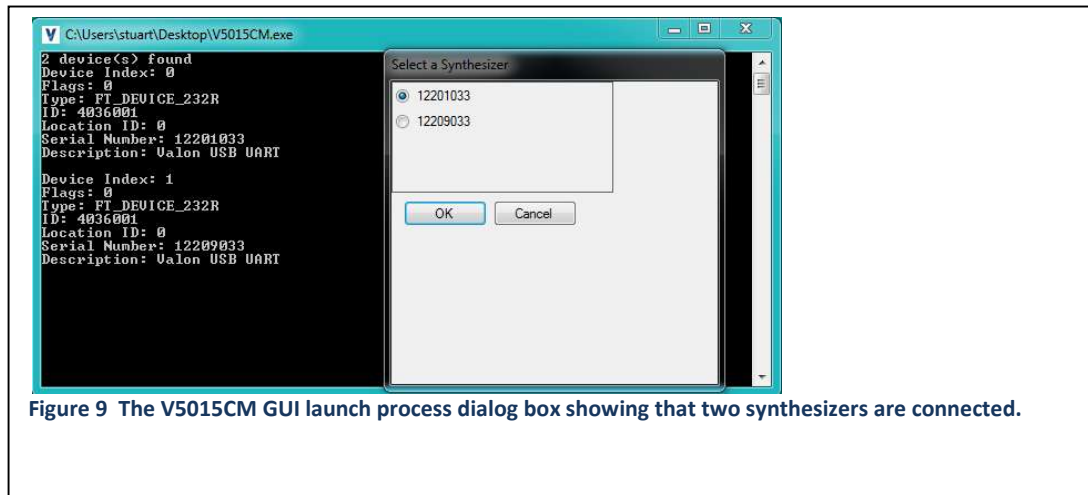 C:\Users\stuart\Desktop\V5015CM.exe
2 device(s) found
Device Index: 0
Flags: 0
Type: FT_DEVICE_232R
ID: 4036001
Location ID: 0
Serial Number: 12201033
Description: Valon USB UART
Device Index: 1
Flags: 0
Type: FT_DEVICE_232R
ID: 4036001
Location ID: 0
Serial Number: 12209033
Description: Valon USB UART
Select a Synthesizer
12201033
12209033
OK Cancel
Figure 9 The V5015CM GUI launch process dialog box showing that two synthesizers are connected.